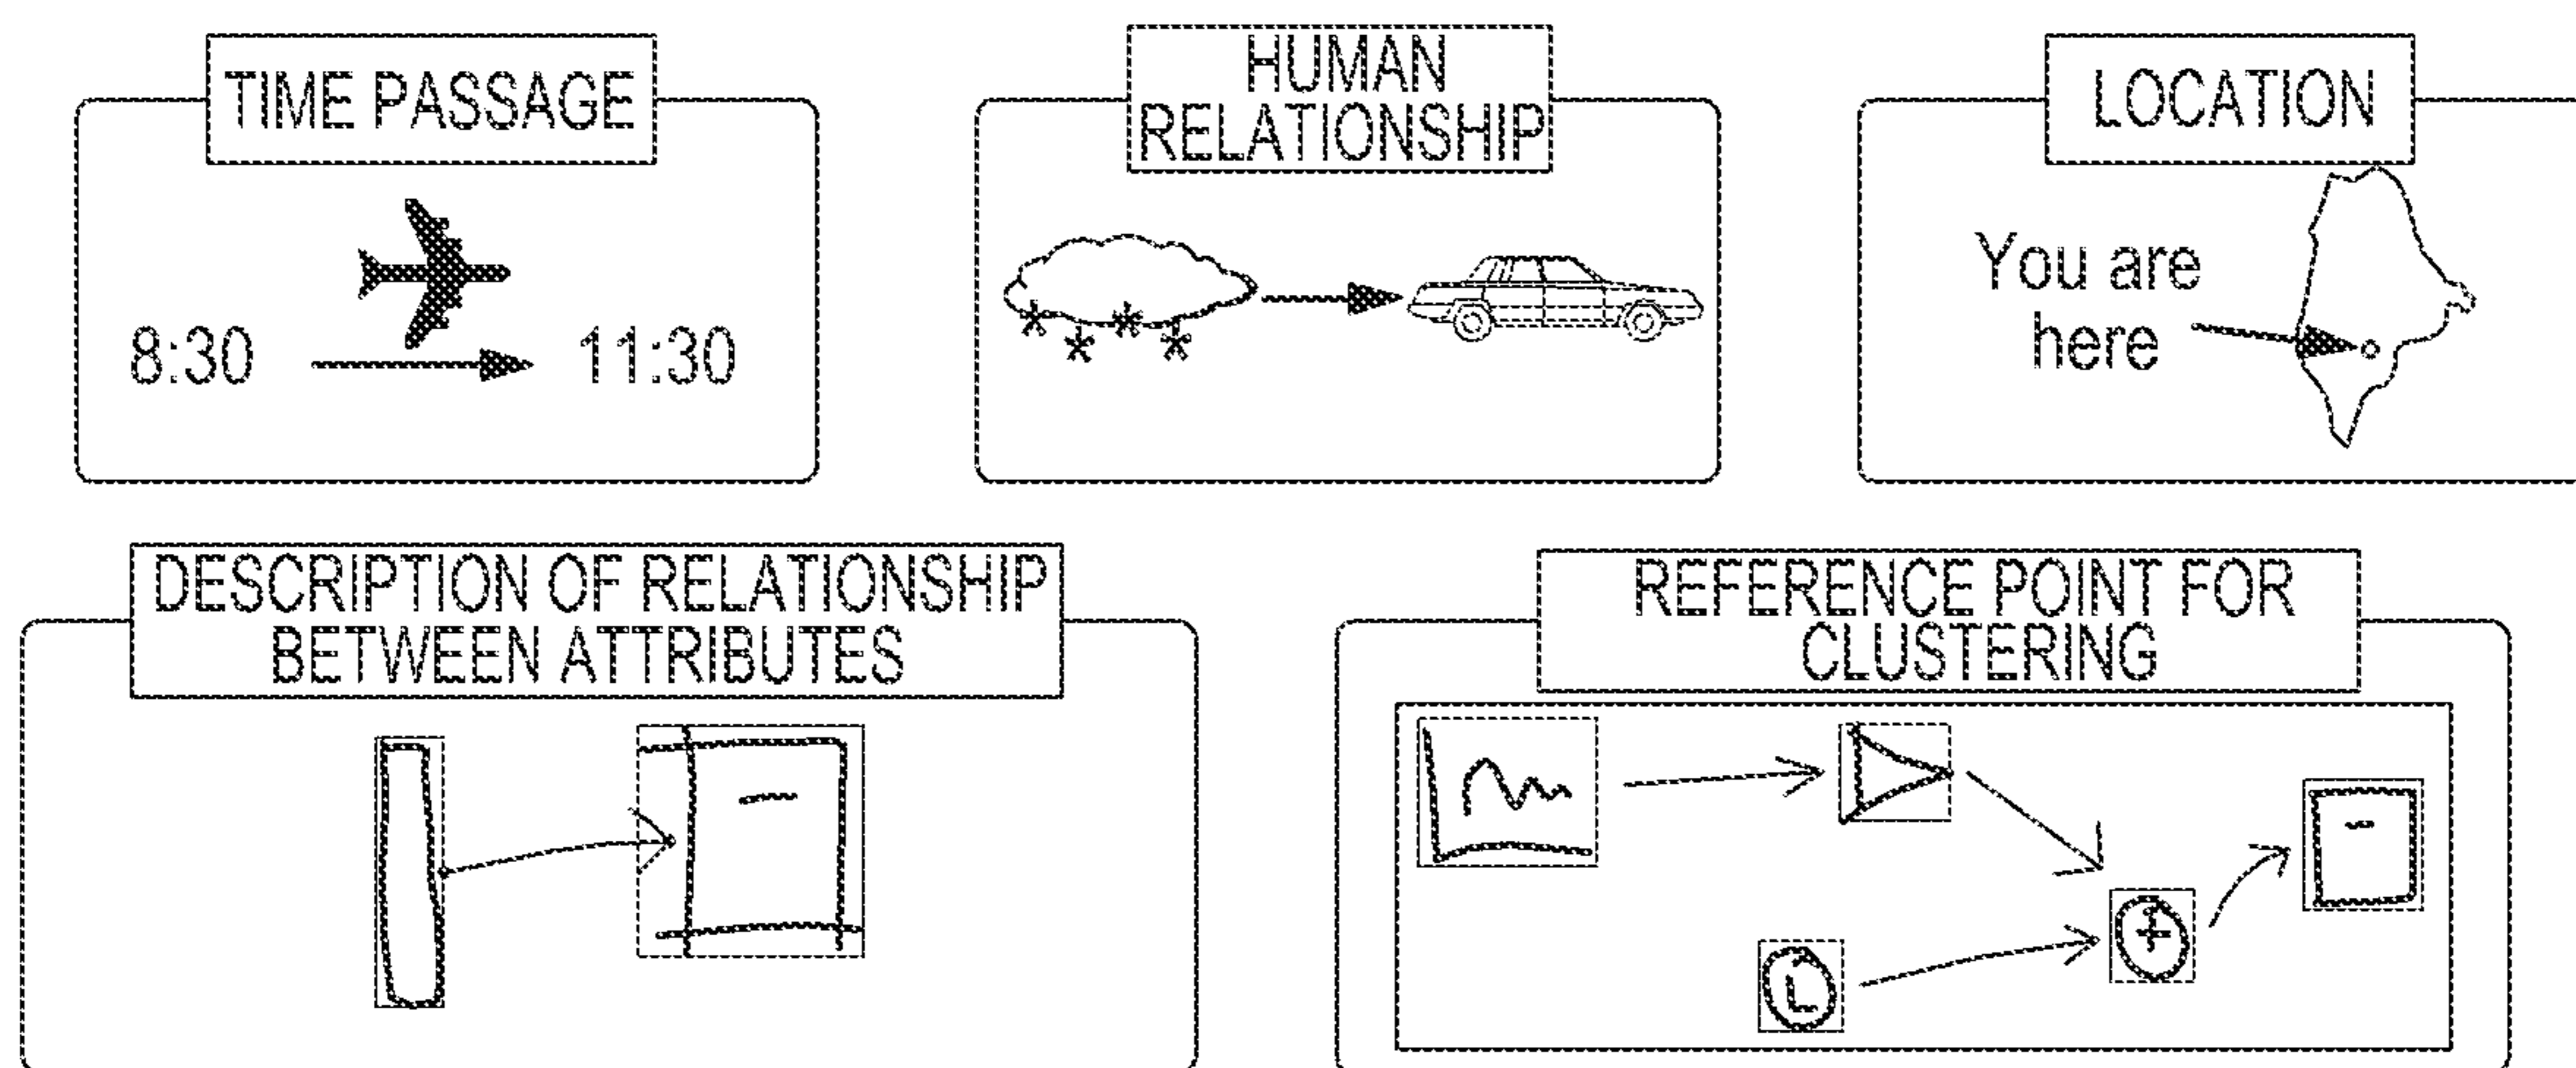 TIME PASSAGE
8:30 11:30
HUMAN
RELATIONSHIP
LOCATION
You are
here
DESCRIPTION OF RELATIONSHIP
BETWEEN ATTRIBUTES
REFERENCE POINT FOR
CLUSTERING
L
+